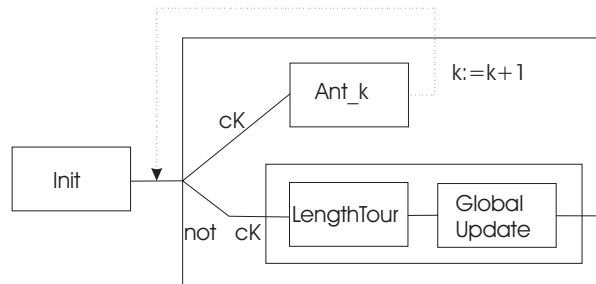 Ant_k
k:=k+1
cK
Init
LengthTour
Global
Update
not cK